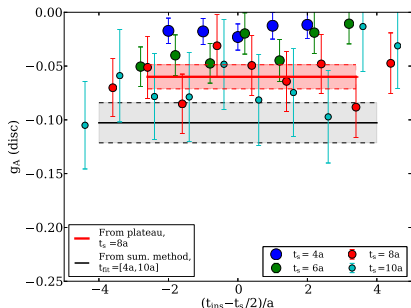 0.00
−0.05
−0.10
−0.15
−0.20
−0.25
g_A (disc)
From plateau,
t_s =8a
From sum. method,
t_fit=[4a,10a]
t_s = 4a
t_s = 6a
t_s = 8a
t_s =10a
−4 −2 0 2 4
(t_ins−t_s/2)/a